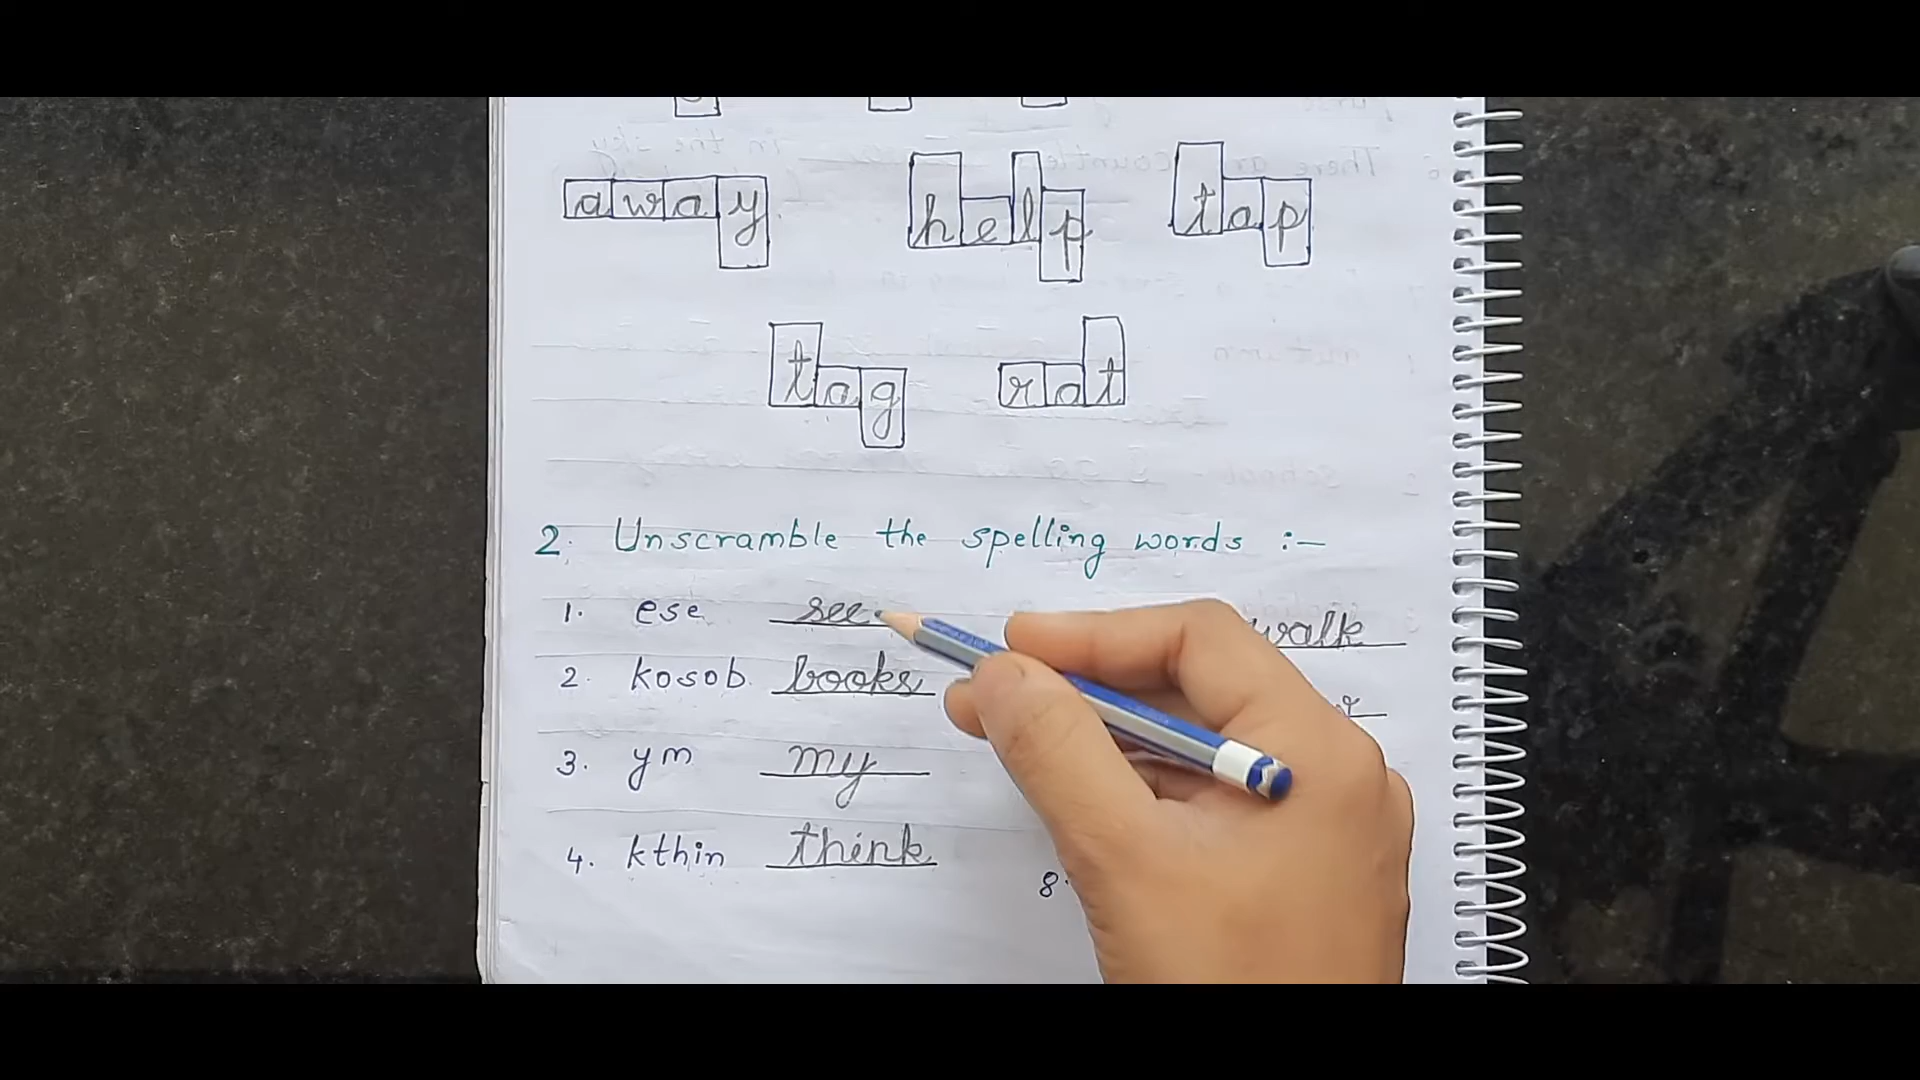 away help tap
tag rat
2. Unscramble the spelling words :-
1. ese see walk
2. kosob books
3. ym my
4. kthin think
8.